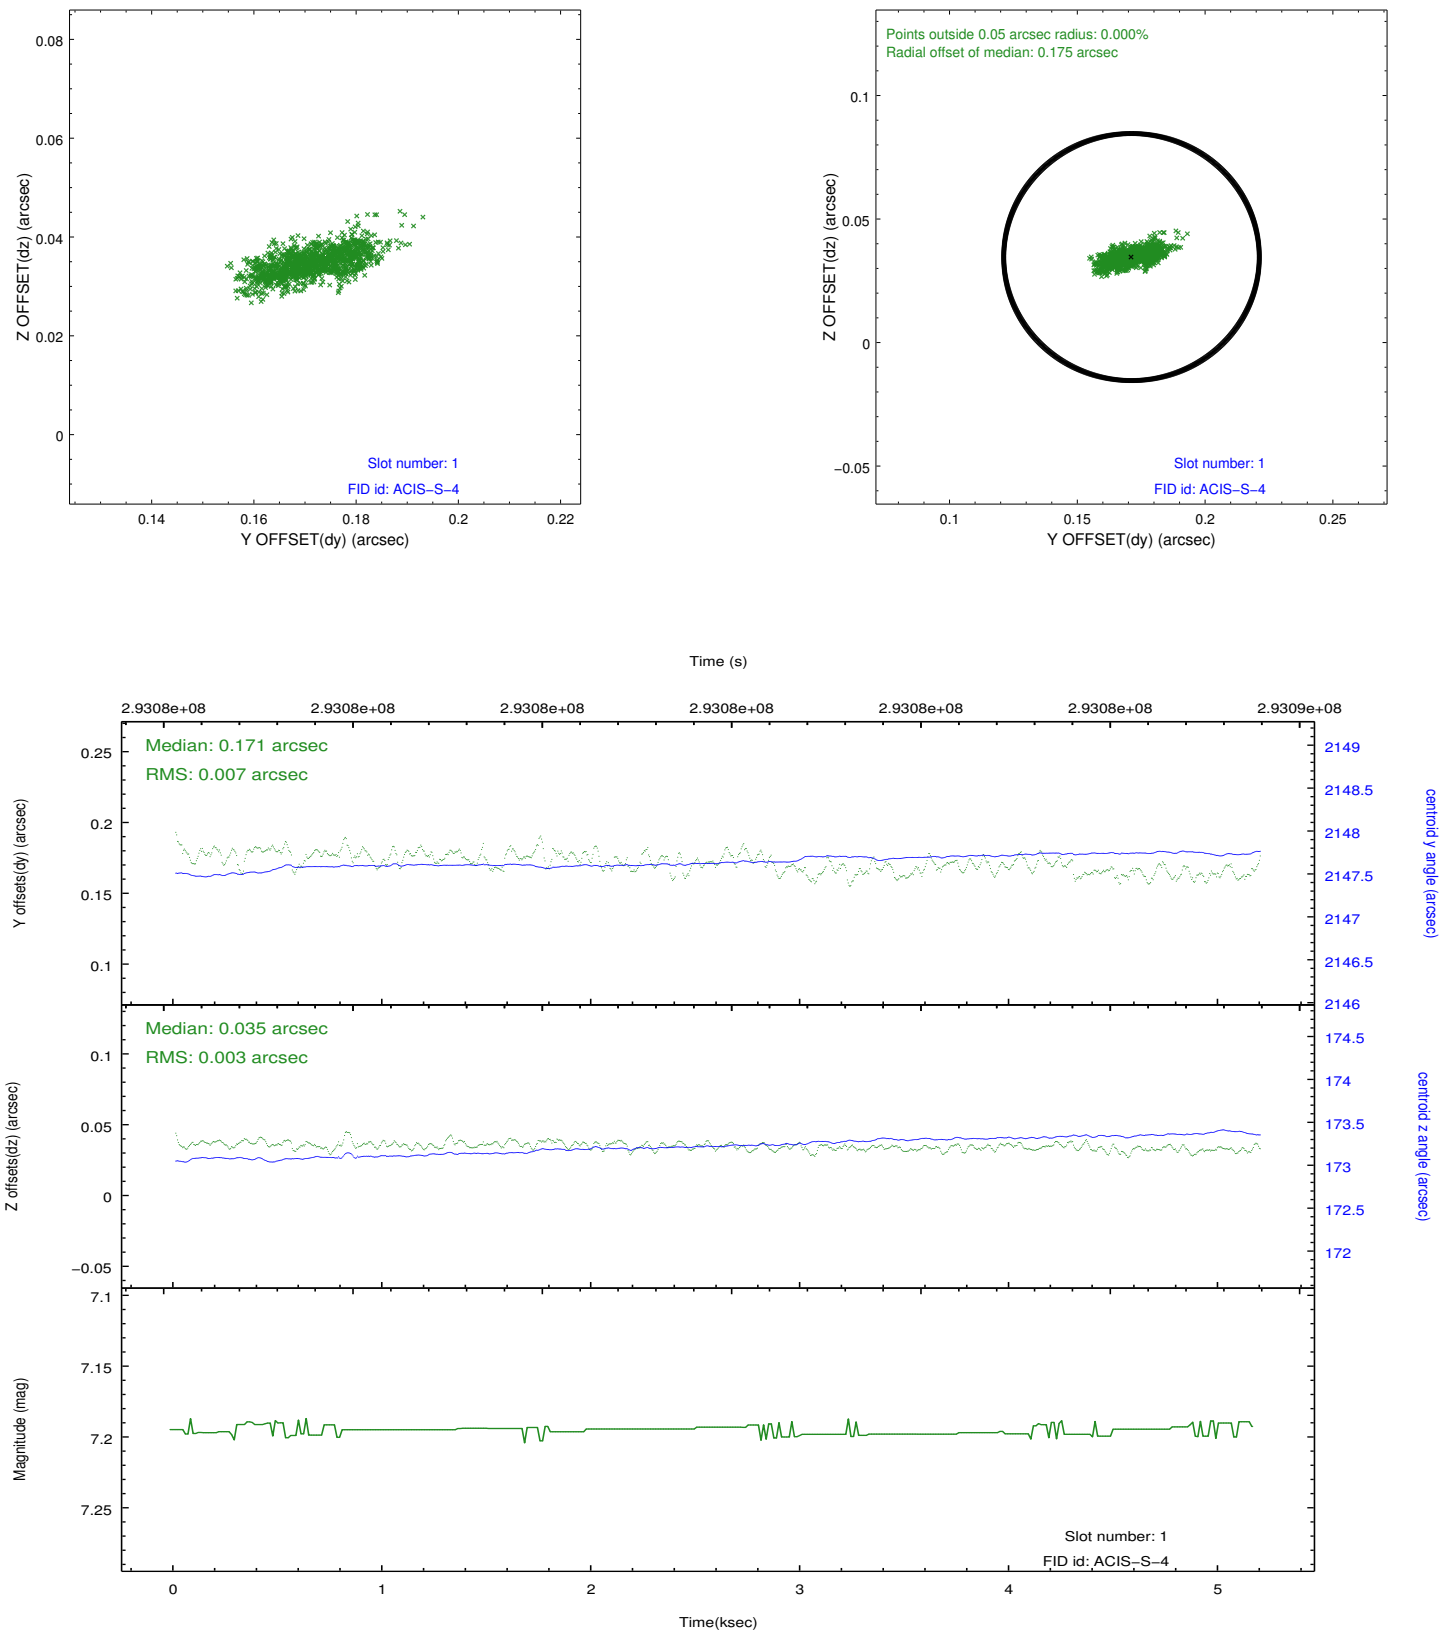 0.08
0.06
0.04
0.02
0
Z OFFSET(dz) (arcsec)
Slot number: 1
FID id: ACIS−S−4
0.14 0.16 0.18 0.2 0.22
Y OFFSET(dy) (arcsec)
Points outside 0.05 arcsec radius: 0.000%
Radial offset of median: 0.175 arcsec
0.1
0.05
0
−0.05
Z OFFSET(dz) (arcsec)
Slot number: 1
FID id: ACIS−S−4
0.1 0.15 0.2 0.25
Y OFFSET(dy) (arcsec)
Time (s)
2.9308e+08 2.9308e+08 2.9308e+08 2.9308e+08 2.9308e+08 2.9308e+08 2.9309e+08
Median: 0.171 arcsec
RMS: 0.007 arcsec
0.25
0.2
0.15
0.1
Y offsets(dy) (arcsec)
2149
2148.5
2148
2147.5
2147
2146.5
2146
centroid y angle (arcsec)
Median: 0.035 arcsec
RMS: 0.003 arcsec
0.1
0.05
0
−0.05
Z offsets(dz) (arcsec)
174.5
174
173.5
173
172.5
172
centroid z angle (arcsec)
7.1
7.15
7.2
7.25
Magnitude (mag)
Slot number: 1
FID id: ACIS−S−4
0 1 2 3 4 5
Time(ksec)